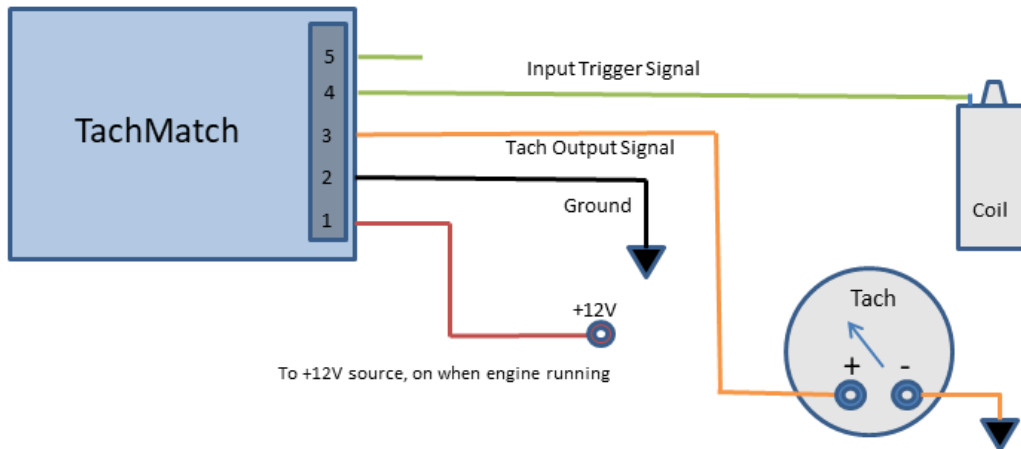 5
Input Trigger Signal
4
TachMatch
3
Tach Output Signal
2
Ground
Coil
1
Tach
+12V
+ -
To +12V source, on when engine running